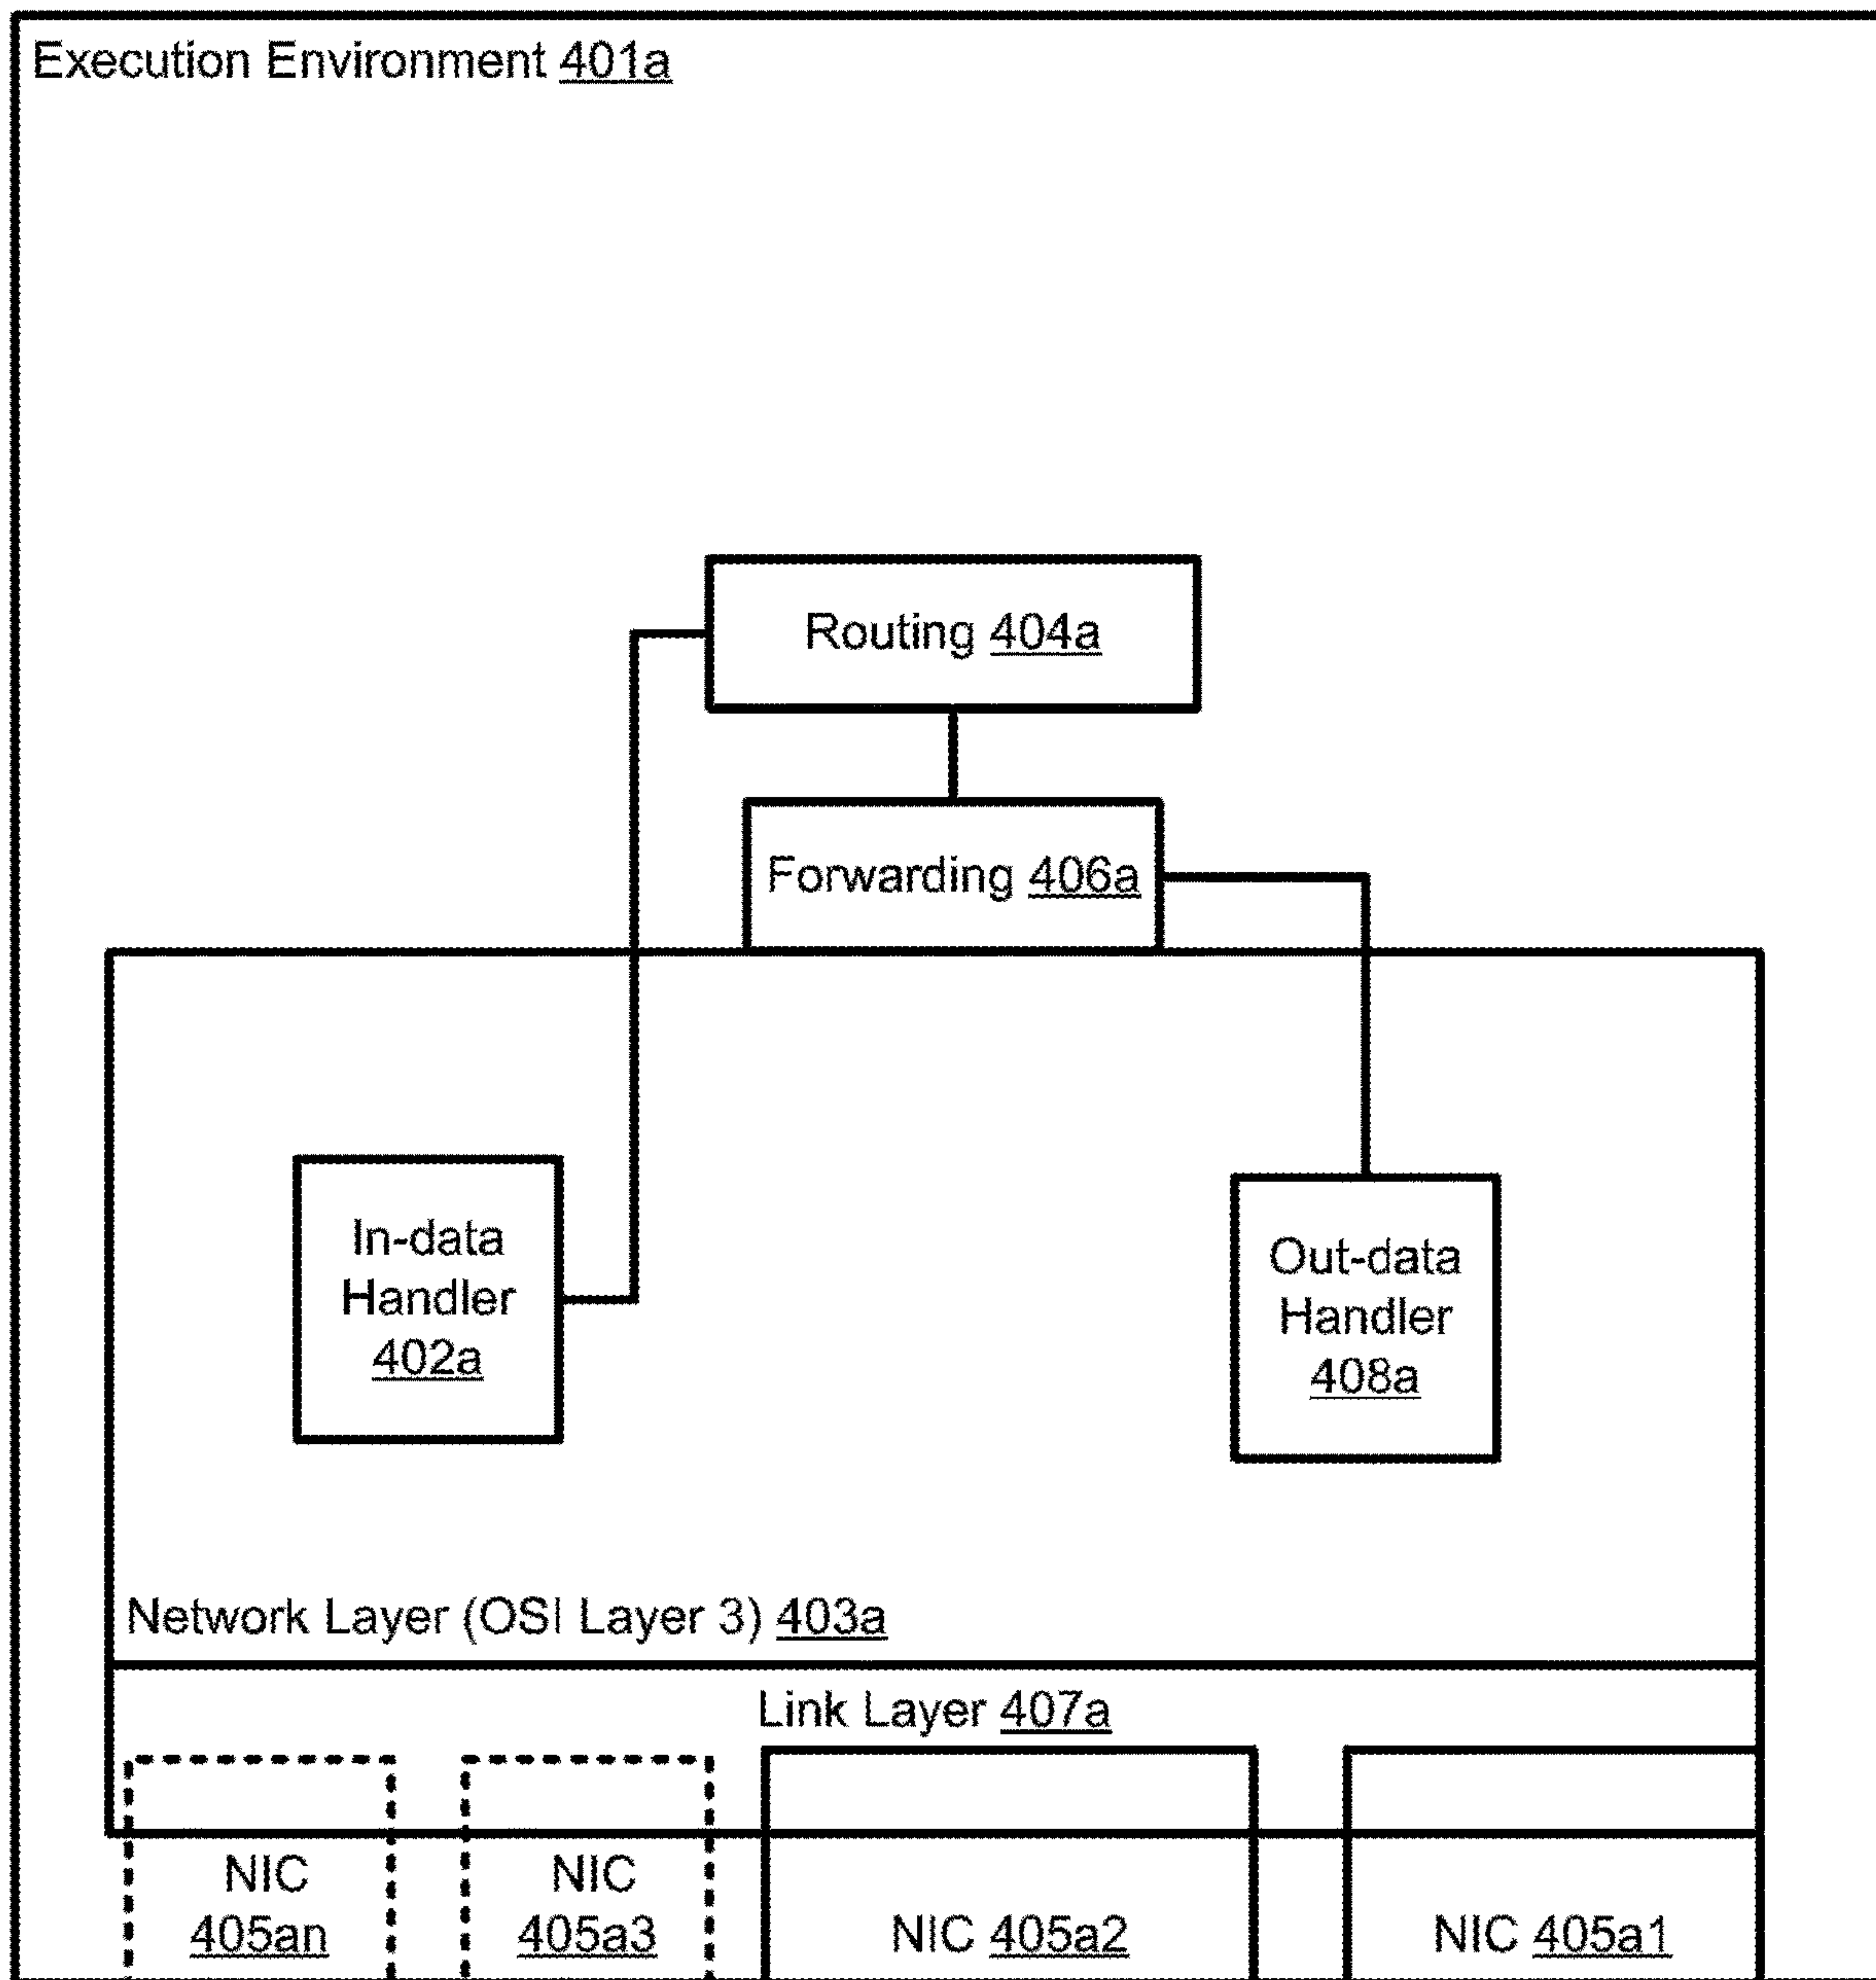 Execution Environment 401a
Routing 404a
Forwarding 406a
In-data
Handler
402a
Out-data
Handler
408a
Network Layer (OSI Layer 3) 403a
Link Layer 407a
NIC
405an
NIC
405a3
NIC 405a2
NIC 405a1